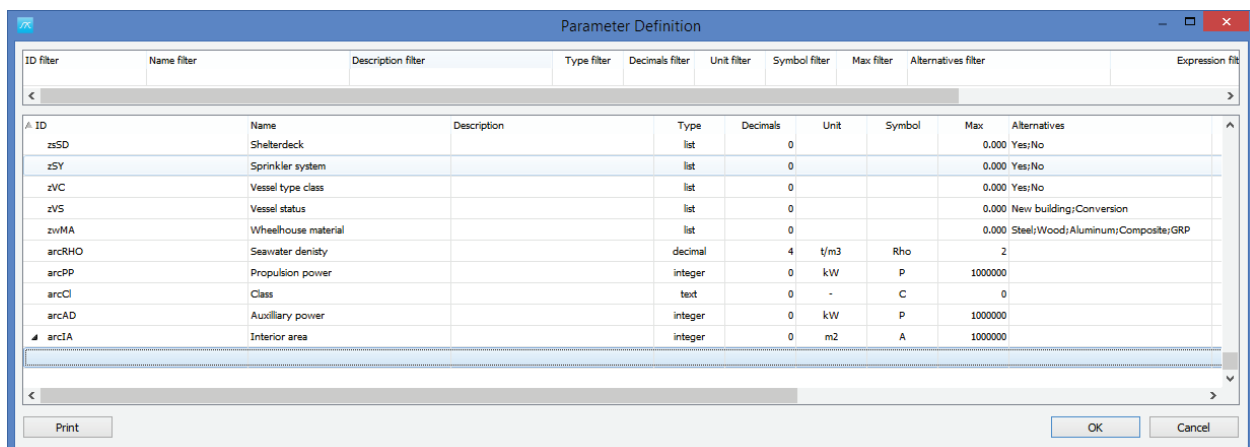 Parameter Definition
ID filter Name filter Description filter Type filter Decimals filter Unit filter Symbol filter Max filter Alternatives filter Expression filt
ID Name Description Type Decimals Unit Symbol Max Alternatives
zsSD Shelterdeck list 0 0.000 Yes;No
zSY Sprinkler system list 0 0.000 Yes;No
zVC Vessel type class list 0 0.000 Yes;No
zVS Vessel status list 0 0.000 New building;Conversion
zwMA Wheelhouse material list 0 0.000 Steel;Wood;Aluminum;Composite;GRP
arcRHO Seawater denisty decimal 4 t/m3 Rho 2
arcPP Propulsion power integer 0 kW P 1000000
arcCl Class text 0 - C 0
arcAD Auxilliary power integer 0 kW P 1000000
arcIA Interior area integer 0 m2 A 1000000
Print OK Cancel